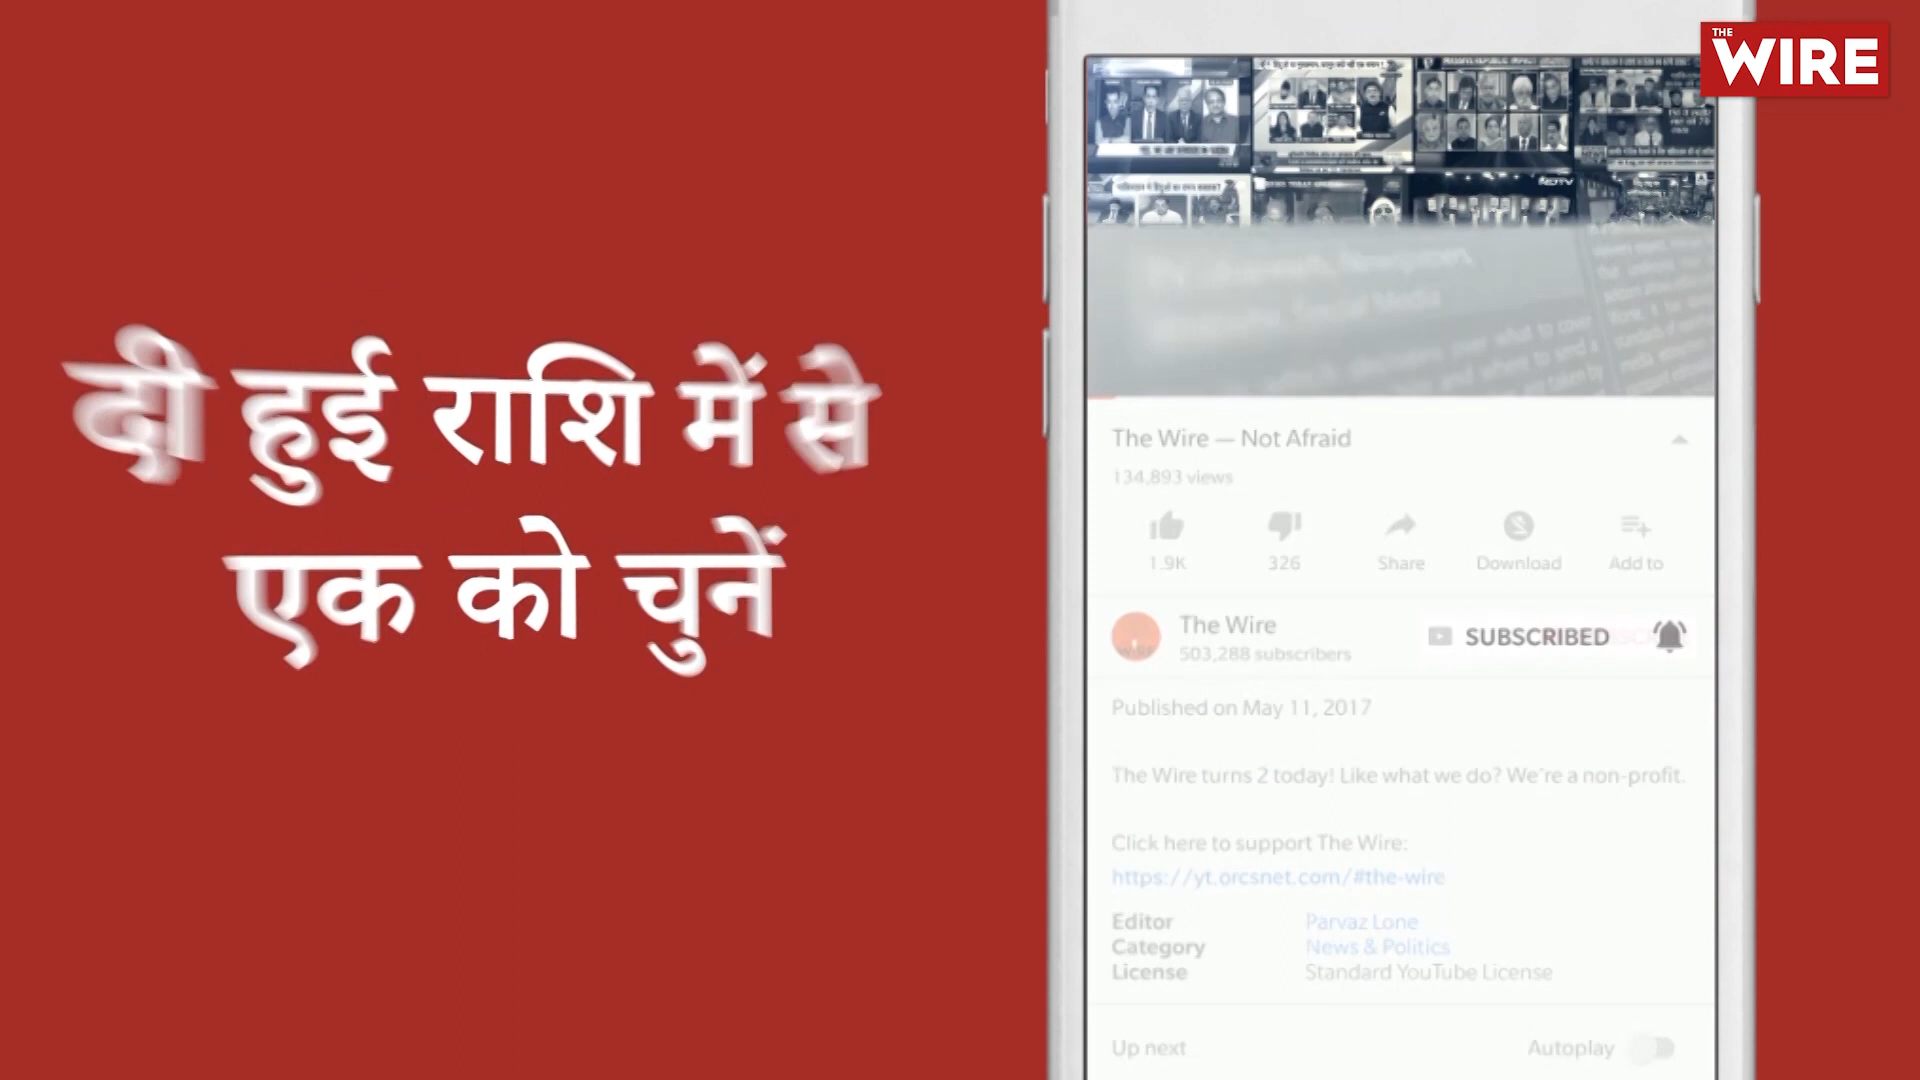 दी हुई राशि में से
एक को चुनें
THE
WIRE
NDTV
The Wire — Not Afraid
134,893 views
1.9K
326
Share
Download
Add to
The Wire
503,288 subscribers
SUBSCRIBED
Published on May 11, 2017
The Wire turns 2 today! Like what we do? We're a non-profit.
Click here to support The Wire:
https://yt.orcsnet.com/#the-wire
Editor Parvaz Lone
Category News & Politics
License Standard YouTube License
Up next
Autoplay